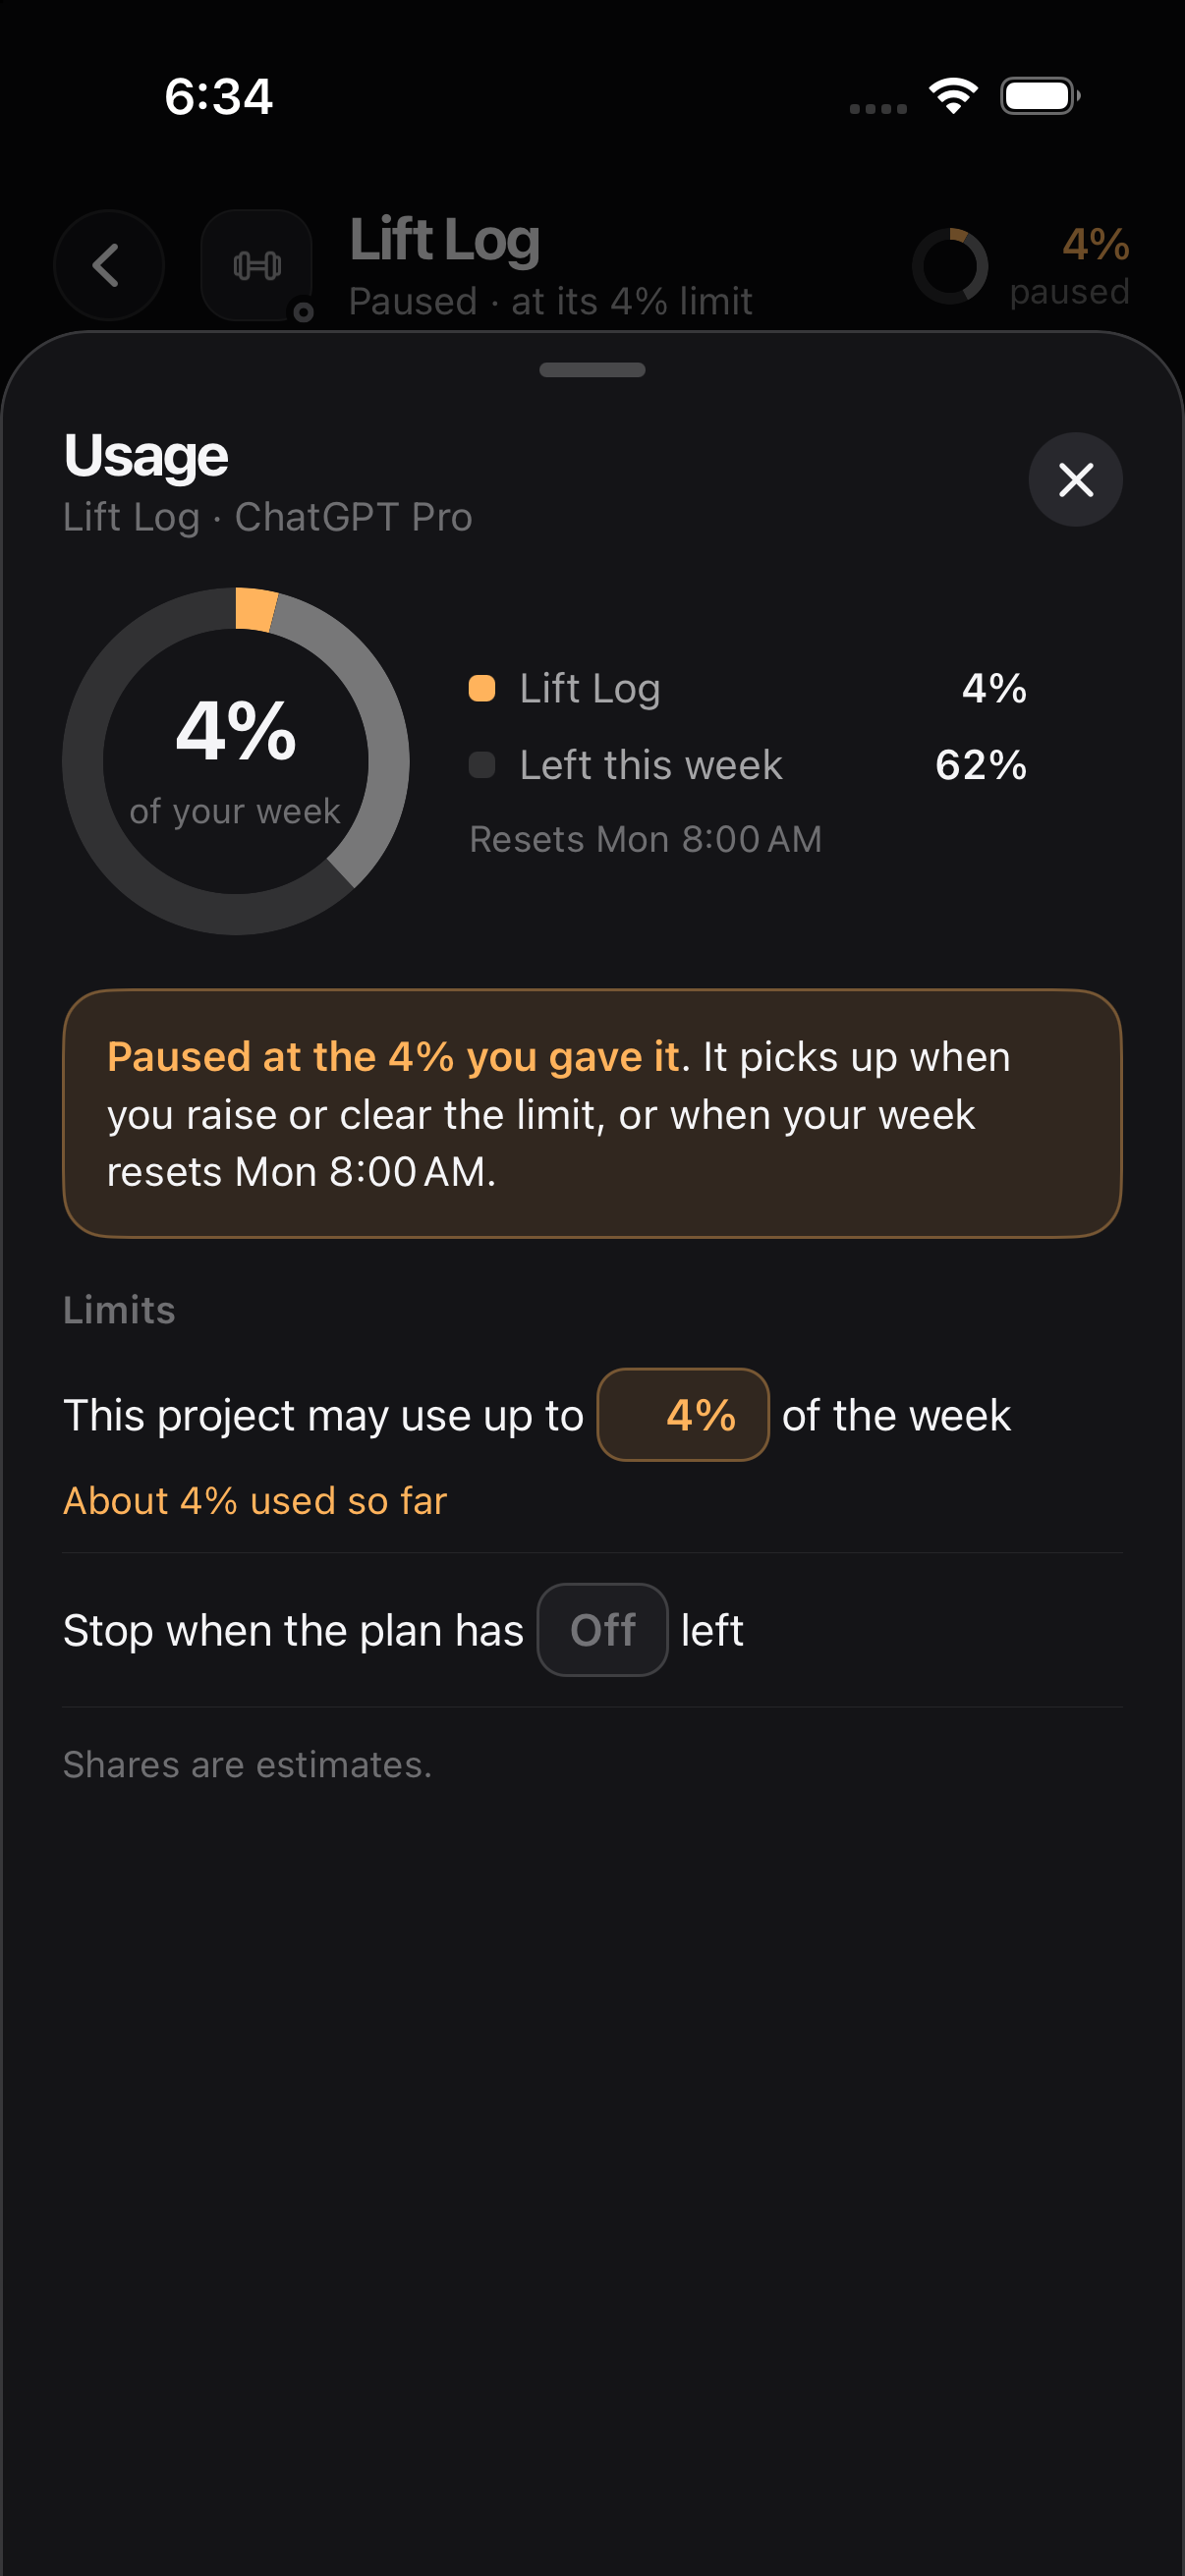 6:34
Lift Log
Paused · at its 4% limit
4%
paused
Usage
Lift Log · ChatGPT Pro
4%
of your week
Lift Log 4%
Left this week 62%
Resets Mon 8:00 AM
Paused at the 4% you gave it. It picks up when
you raise or clear the limit, or when your week
resets Mon 8:00 AM.
Limits
This project may use up to 4% of the week
About 4% used so far
Stop when the plan has Off left
Shares are estimates.